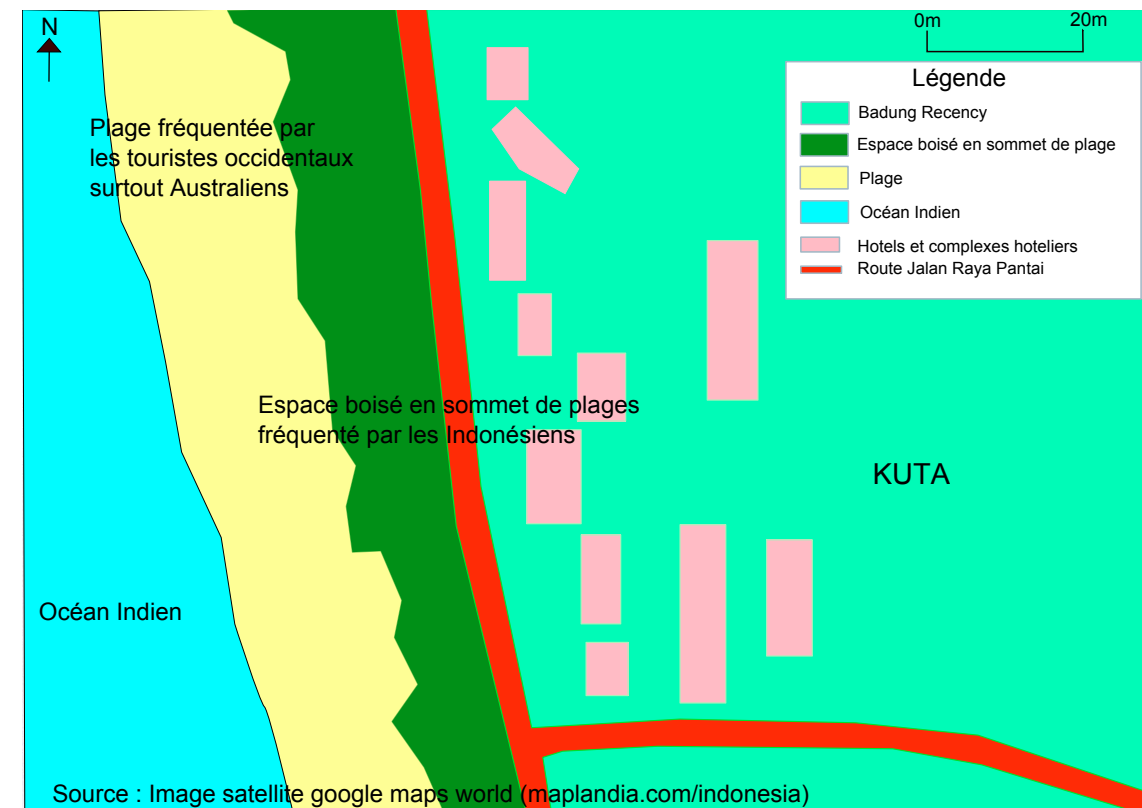 N
0m
20m
Légende
Badung Recency
Espace boisé en sommet de plage
Plage
Océan Indien
Hotels et complexes hoteliers
Route Jalan Raya Pantai
Plage fréquentée par
les touristes occidentaux
surtout Australiens
Espace boisé en sommet de plages
fréquenté par les Indonésiens
KUTA
Océan Indien
Source : Image satellite google maps world (maplandia.com/indonesia)